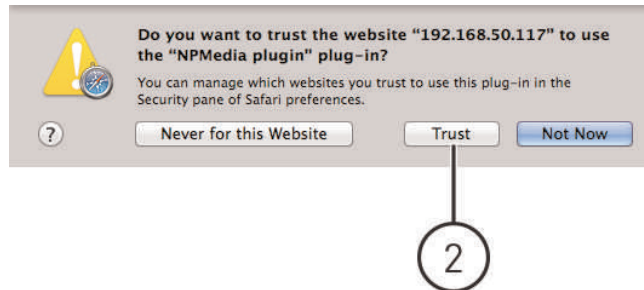 Do you want to trust the website “192.168.50.117” to use
the “NPMedia plugin” plug-in?
You can manage which websites you trust to use this plug-in in the
Security pane of Safari preferences.
?
Never for this Website
Trust
Not Now
2